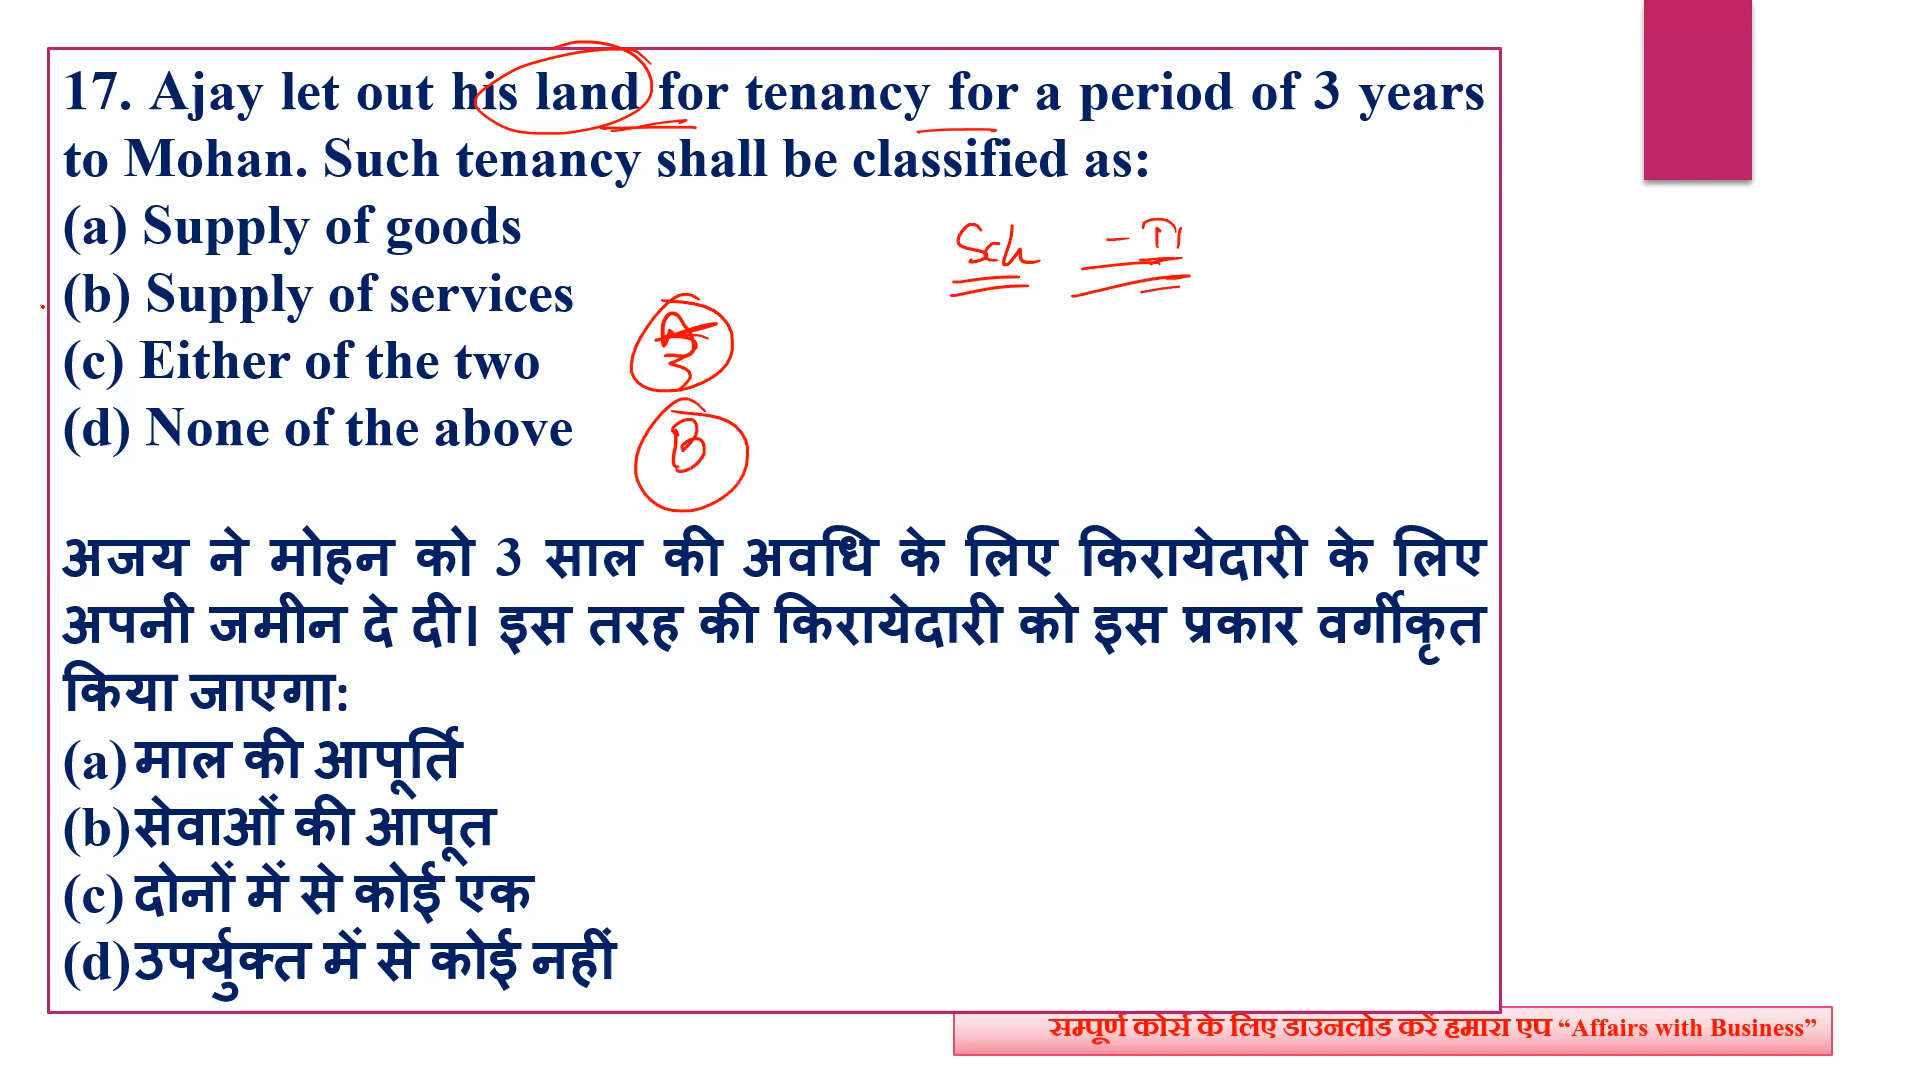 17. Ajay let out his land for tenancy for a period of 3 years
to Mohan. Such tenancy shall be classified as:
(a) Supply of goods
Sch - II
(b) Supply of services
(c) Either of the two
(d) None of the above
B
अजय ने मोहन को 3 साल की अवधि के लिए किरायेदारी के लिए
अपनी जमीन दे दी। इस तरह की किरायेदारी को इस प्रकार वर्गीकृत
किया जाएगा:
(a) माल की आपूर्ति
(b) सेवाओं की आपूत
(c) दोनों में से कोई एक
(d) उपर्युक्त में से कोई नहीं
सम्पूर्ण कोर्स के लिए डाउनलोड करें हमारा एप “Affairs with Business”